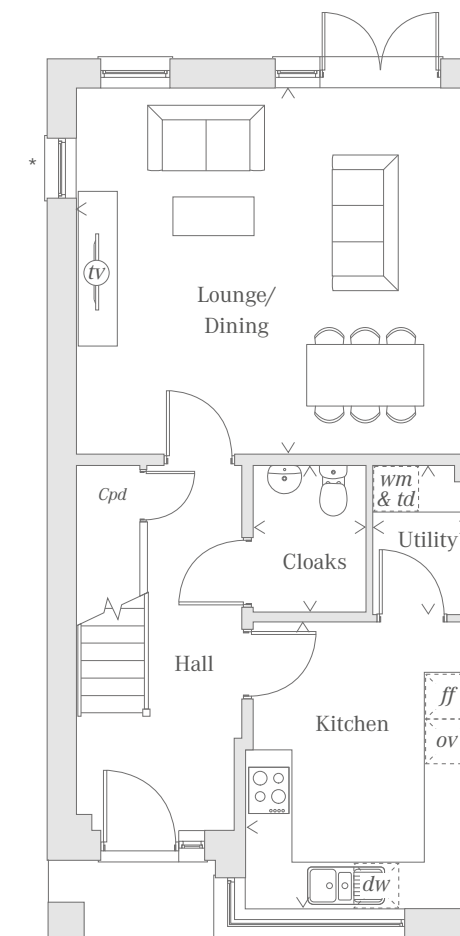 *
tv
Lounge/
Dining
Cpd
wm
& td
Utility
Cloaks
Hall
Kitchen
ff
ov
dw